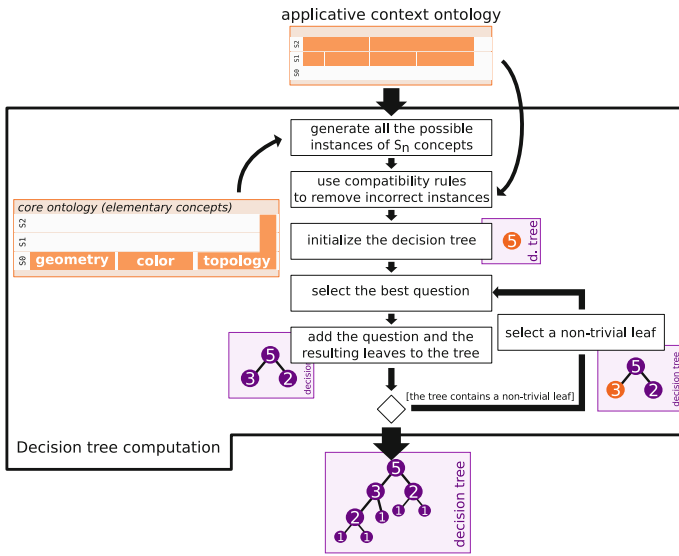 applicative context ontology
S2
S1
S0
generate all the possible
instances of Sn concepts
use compatibility rules
to remove incorrect instances
core ontology (elementary concepts)
S2
S1
S0
geometry
color
topology
initialize the decision tree
5
d. tree
select the best question
select a non-trivial leaf
add the question and the
resulting leaves to the tree
5
3
2
decision tree
5
3
2
decision tree
[the tree contains a non-trivial leaf]
Decision tree computation
5
3
2
2
1
1
1
1
1
decision tree